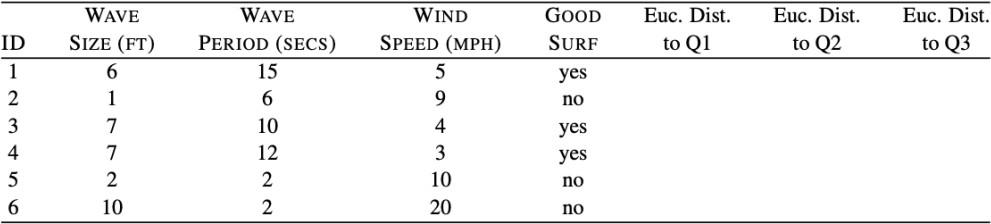 WAVE WAVE WIND GOOD Euc. Dist. Euc. Dist. Euc. Dist.
ID SIZE (FT) PERIOD (SECS) SPEED (MPH) SURF to Q1 to Q2 to Q3
1 6 15 5 yes
2 1 6 9 no
3 7 10 4 yes
4 7 12 3 yes
5 2 2 10 no
6 10 2 20 no